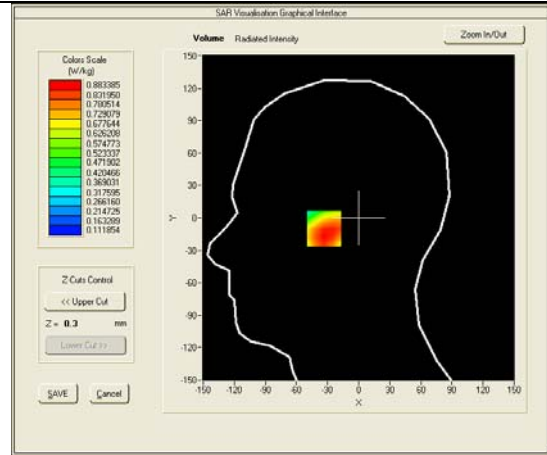 SAR Visualisation Graphical Interface
Volume Radiated Intensity
Zoom In/Out
Colors Scale
(W/kg)
0.883385
0.831950
0.780514
0.729079
0.677644
0.626208
0.574773
0.523337
0.471902
0.420466
0.369031
0.317595
0.266160
0.214725
0.163289
0.111854
Z Cuts Control
<< Upper Cut
Z = 0.3 mm
Lower Cut >>
SAVE
Cancel
150
120
90
60
30
0
-30
-60
-90
-120
-150
Y
-150 -120 -90 -60 -30 0 30 60 90 120 150
X